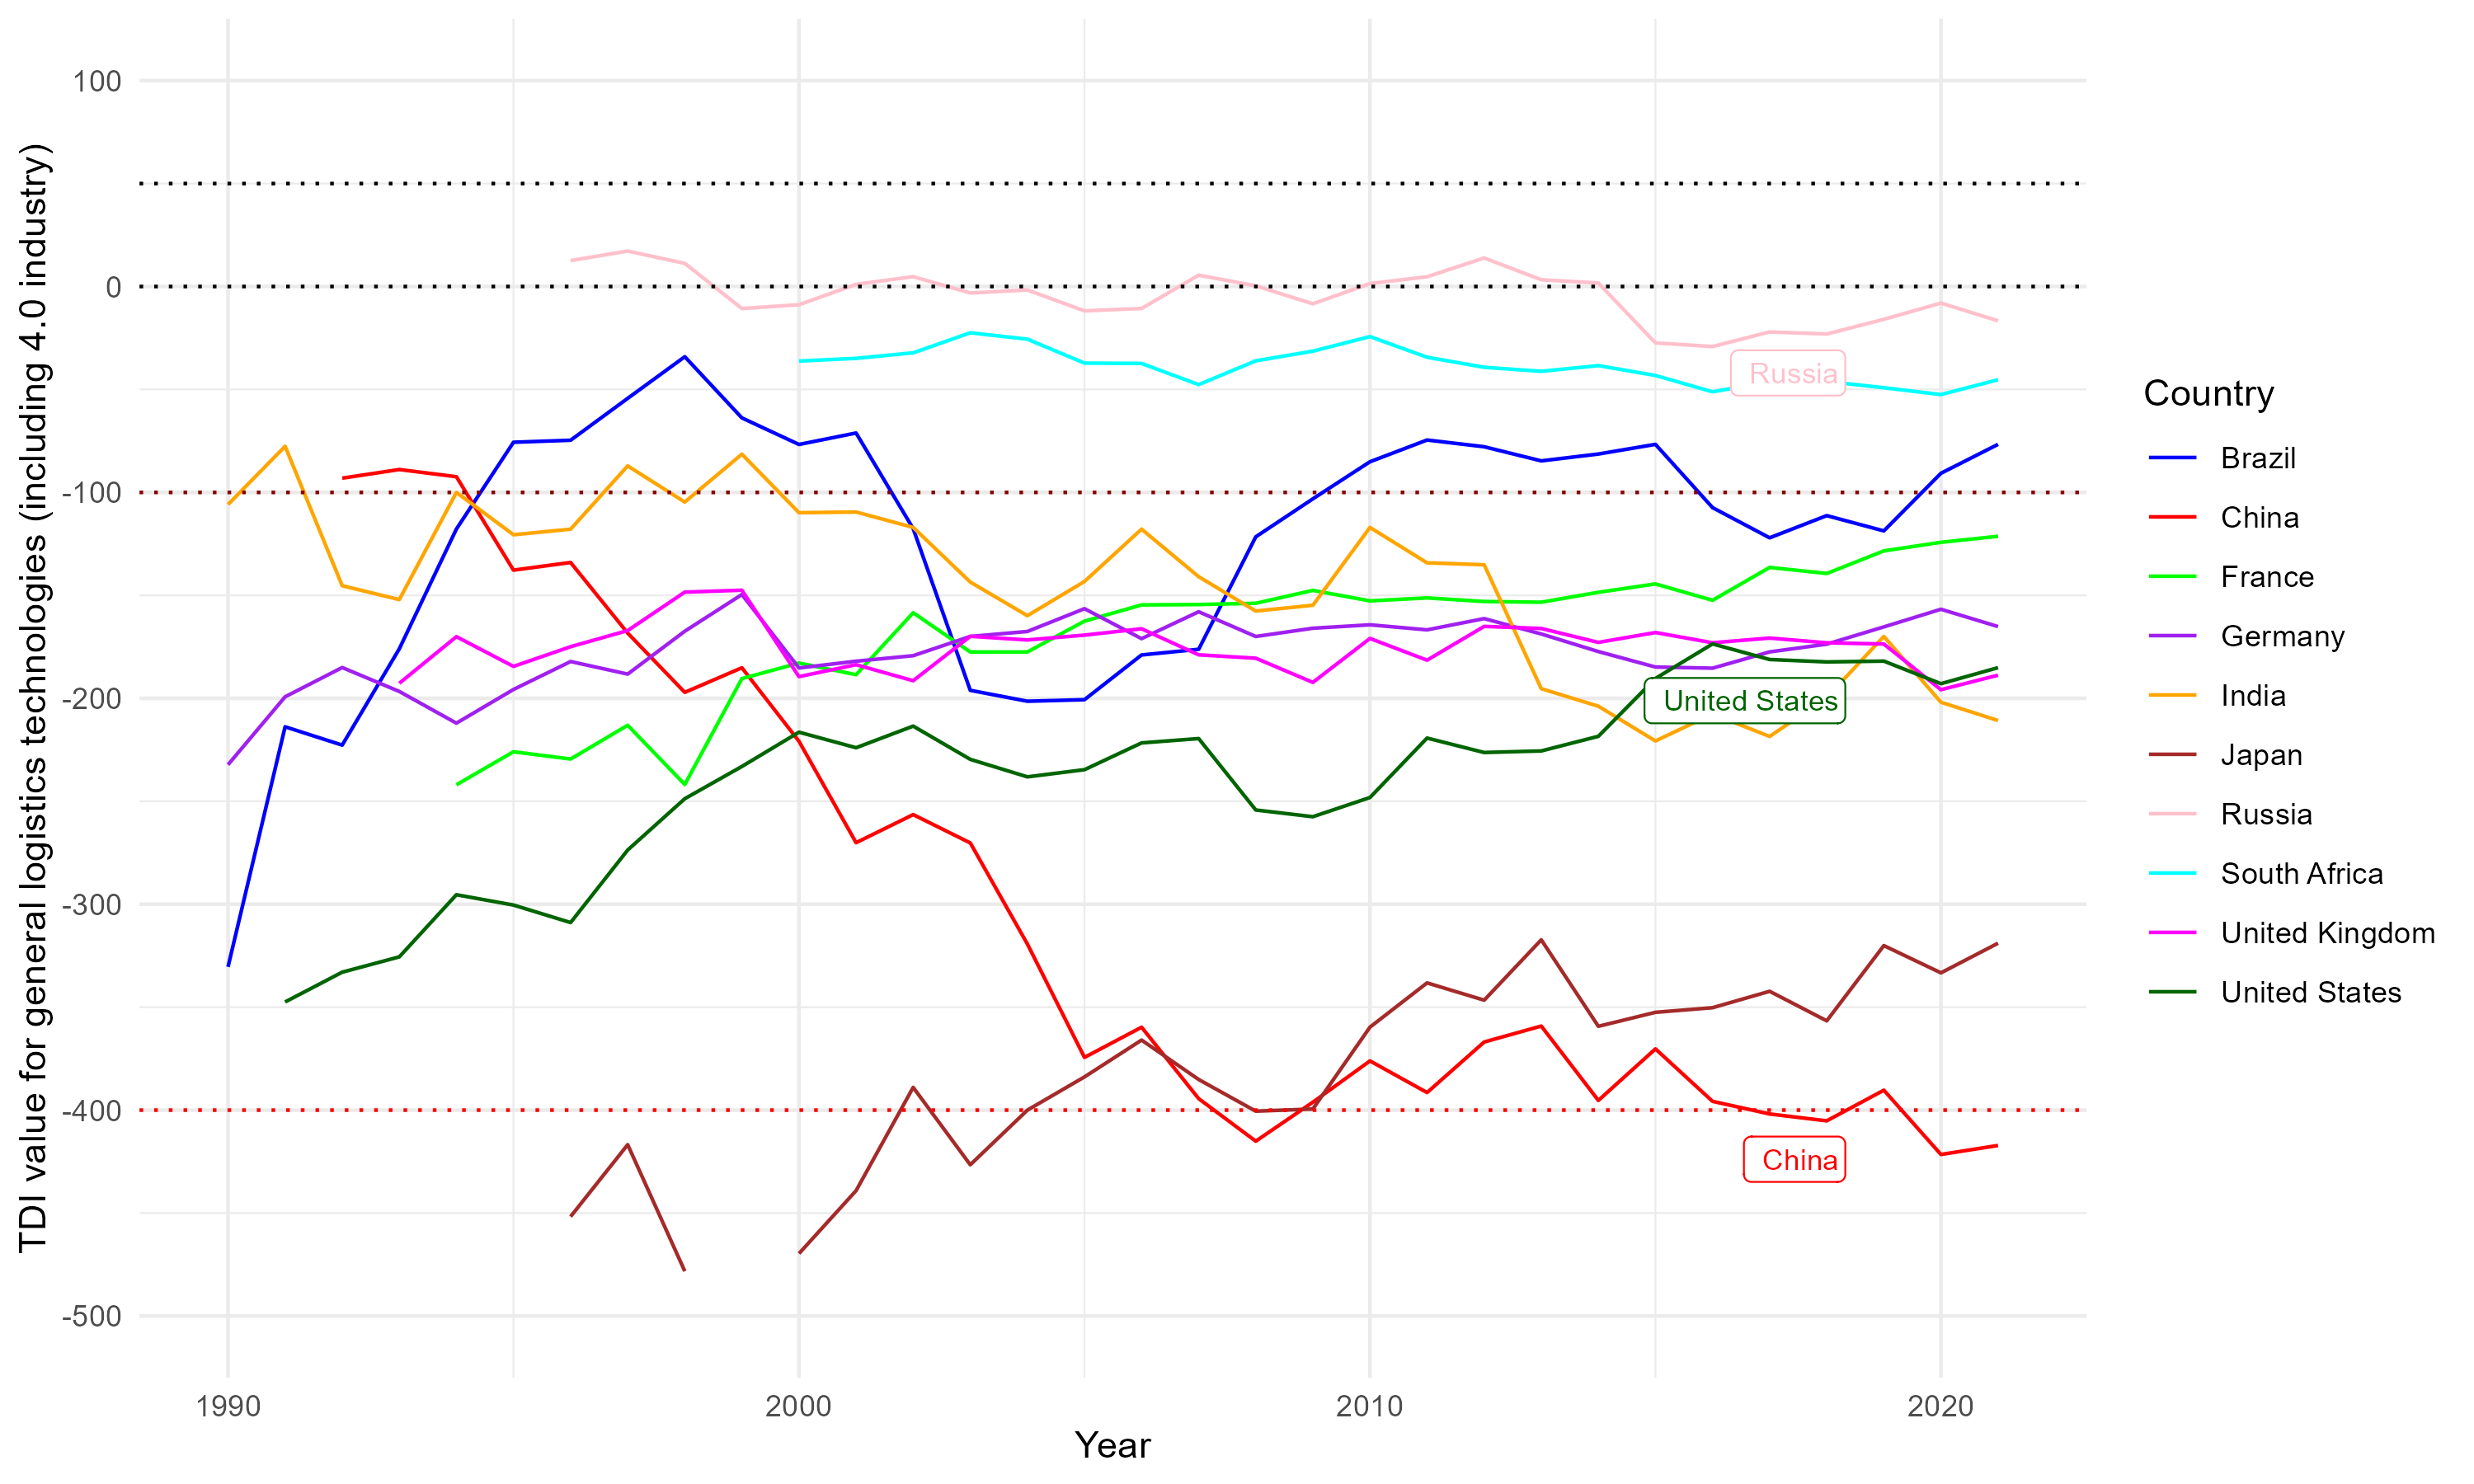 TDI value for general logistics technologies (including 4.0 industry)
100
0
-100
-200
-300
-400
-500
Russia
United States
China
1990
2000
2010
2020
Year
Country
Brazil
China
France
Germany
India
Japan
Russia
South Africa
United Kingdom
United States